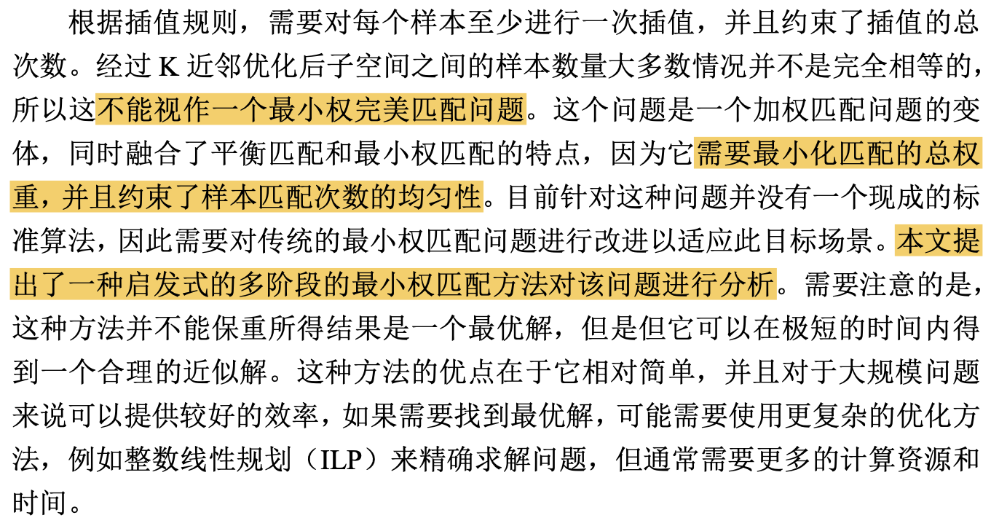 根据插值规则，需要对每个样本至少进行一次插值，并且约束了插值的总
次数。经过 K 近邻优化后子空间之间的样本数量大多数情况并不是完全相等的，
所以这不能视作一个最小权完美匹配问题。这个问题是一个加权匹配问题的变
体，同时融合了平衡匹配和最小权匹配的特点，因为它需要最小化匹配的总权
重，并且约束了样本匹配次数的均匀性。目前针对这种问题并没有一个现成的标
准算法，因此需要对传统的最小权匹配问题进行改进以适应此目标场景。本文提
出了一种启发式的多阶段的最小权匹配方法对该问题进行分析。需要注意的是，
这种方法并不能保重所得结果是一个最优解，但是但它可以在极短的时间内得
到一个合理的近似解。这种方法的优点在于它相对简单，并且对于大规模问题
来说可以提供较好的效率，如果需要找到最优解，可能需要使用更复杂的优化方
法，例如整数线性规划（ILP）来精确求解问题，但通常需要更多的计算资源和
时间。